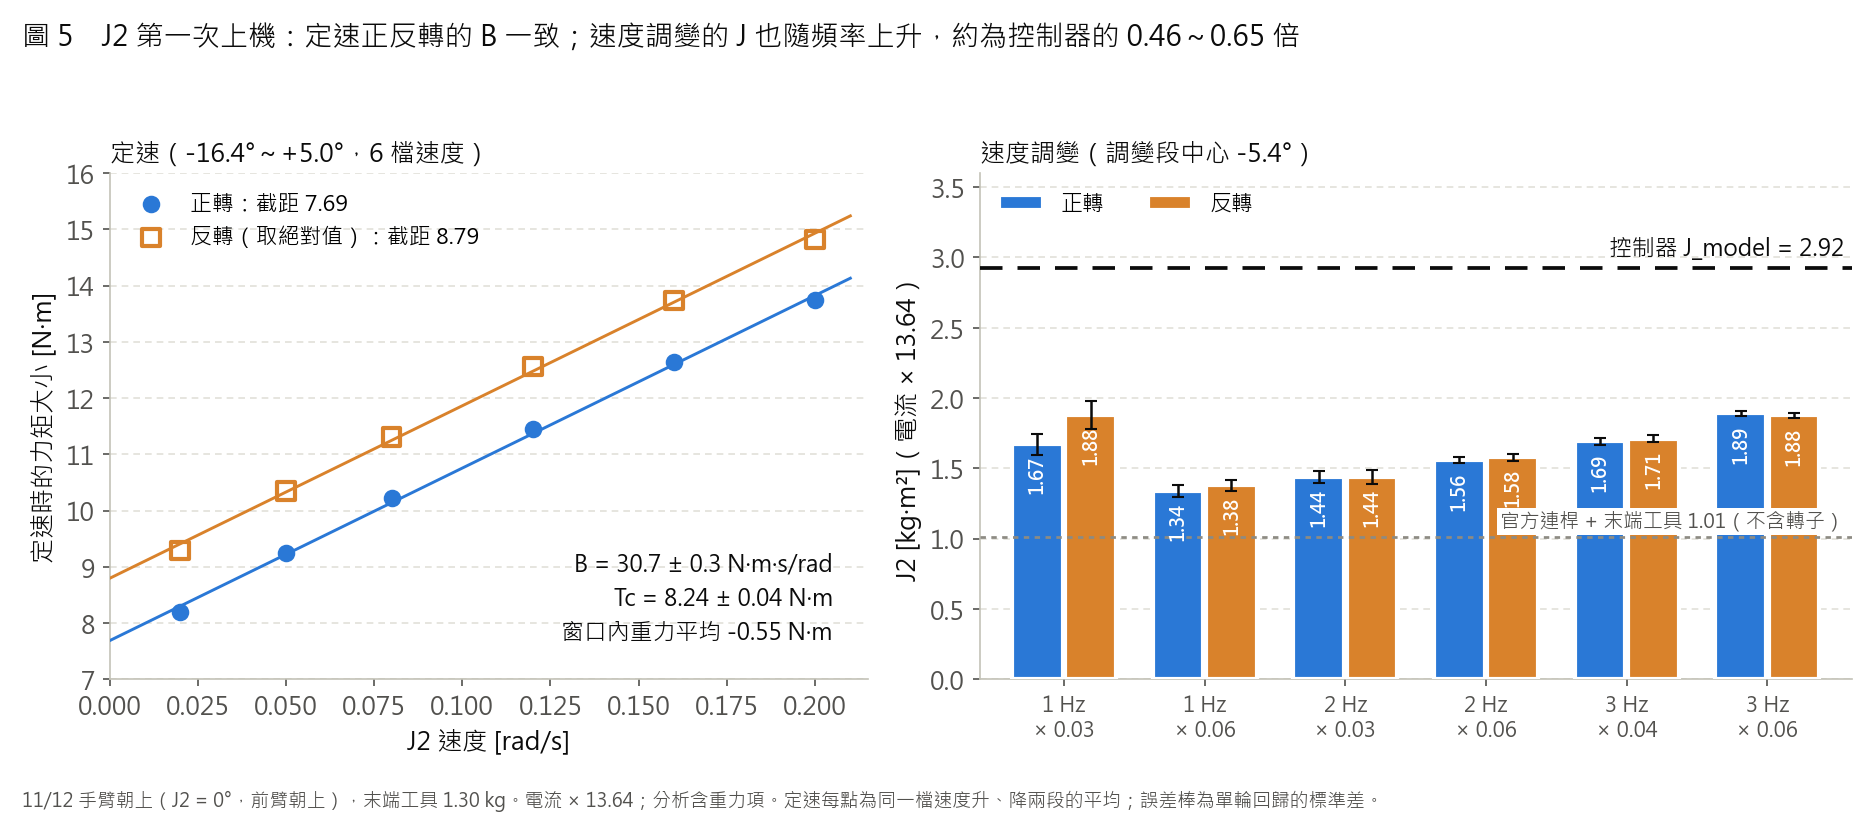 圖 5　J2 第一次上機：定速正反轉的 B 一致；速度調變的 J 也隨頻率上升，約為控制器的 0.46～0.65 倍
定速（-16.4°～+5.0°，6 檔速度）
16
15
14
13
12
11
10
9
8
7
定速時的力矩大小 [N·m]
正轉：截距 7.69
反轉（取絕對值）：截距 8.79
B = 30.7 ± 0.3 N·m·s/rad
Tc = 8.24 ± 0.04 N·m
窗口內重力平均 -0.55 N·m
0.000 0.025 0.050 0.075 0.100 0.125 0.150 0.175 0.200
J2 速度 [rad/s]
速度調變（調變段中心 -5.4°）
3.5
3.0
2.5
2.0
1.5
1.0
0.5
0.0
J2 [kg·m²]（電流 × 13.64）
正轉 反轉
控制器 J_model = 2.92
1.67 1.88 1.34 1.38 1.44 1.44 1.56 1.58 1.69 1.71 1.89 1.88
官方連桿 + 末端工具 1.01（不含轉子）
1 Hz 1 Hz 2 Hz 2 Hz 3 Hz 3 Hz
× 0.03 × 0.06 × 0.03 × 0.06 × 0.04 × 0.06
11/12 手臂朝上（J2 = 0°，前臂朝上），末端工具 1.30 kg。電流 × 13.64；分析含重力項。定速每點為同一檔速度升、降兩段的平均；誤差棒為單輪回歸的標準差。